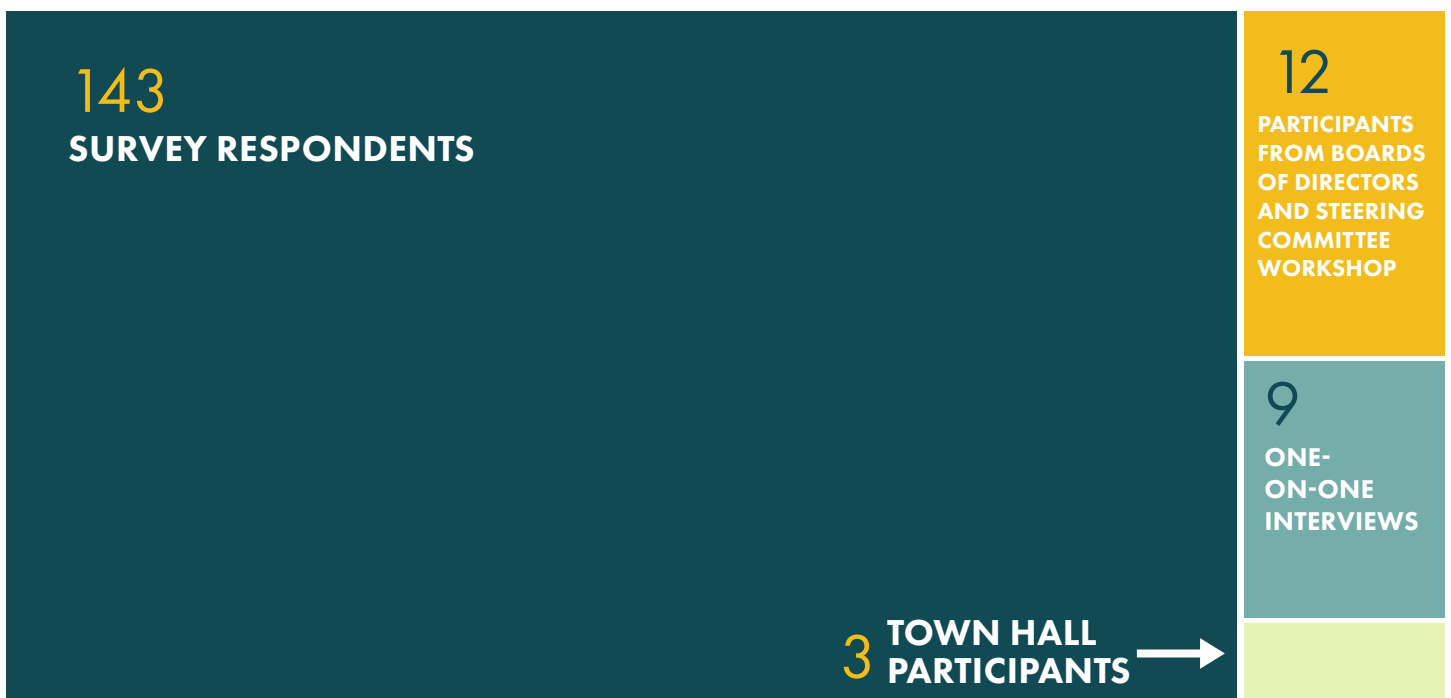 143
SURVEY RESPONDENTS
12
PARTICIPANTS
FROM BOARDS
OF DIRECTORS
AND STEERING
COMMITTEE
WORKSHOP
9
ONE-
ON-ONE
INTERVIEWS
3 TOWN HALL
PARTICIPANTS